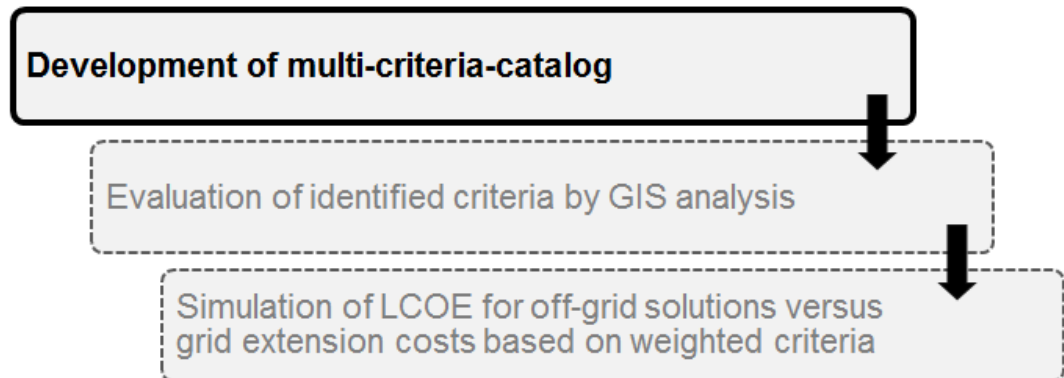 Development of multi-criteria-catalog
Evaluation of identified criteria by GIS analysis
Simulation of LCOE for off-grid solutions versus
grid extension costs based on weighted criteria